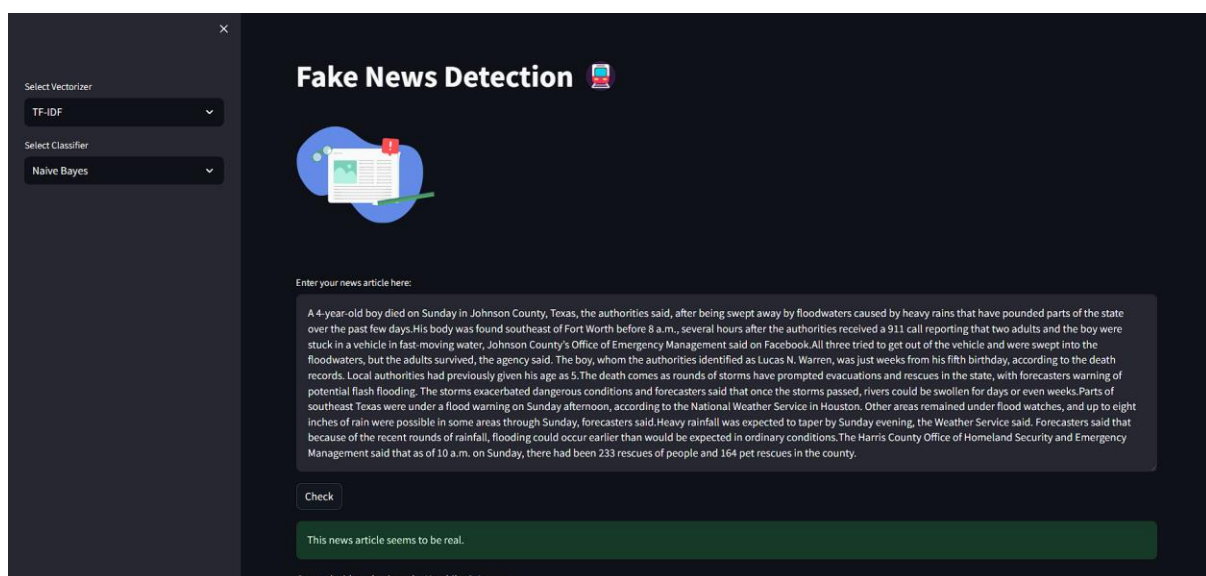 Select Vectorizer
TF-IDF
Select Classifier
Naive Bayes
Fake News Detection
Enter your news article here:
A 4-year-old boy died on Sunday in Johnson County, Texas, the authorities said, after being swept away by floodwaters caused by heavy rains that have pounded parts of the state
over the past few days.His body was found southeast of Fort Worth before 8 a.m., several hours after the authorities received a 911 call reporting that two adults and the boy were
stuck in a vehicle in fast-moving water, Johnson County's Office of Emergency Management said on Facebook.All three tried to get out of the vehicle and were swept into the
floodwaters, but the adults survived, the agency said. The boy, whom the authorities identified as Lucas N. Warren, was just weeks from his fifth birthday, according to the death
records. Local authorities had previously given his age as 5.The death comes as rounds of storms have prompted evacuations and rescues in the state, with forecasters warning of
potential flash flooding. The storms exacerbated dangerous conditions and forecasters said that once the storms passed, rivers could be swollen for days or even weeks.Parts of
southeast Texas were under a flood warning on Sunday afternoon, according to the National Weather Service in Houston. Other areas remained under flood watches, and up to eight
inches of rain were possible in some areas through Sunday, forecasters said.Heavy rainfall was expected to taper by Sunday evening, the Weather Service said. Forecasters said that
because of the recent rounds of rainfall, flooding could occur earlier than would be expected in ordinary conditions.The Harris County Office of Homeland Security and Emergency
Management said that as of 10 a.m. on Sunday, there had been 233 rescues of people and 164 pet rescues in the county.
Check
This news article seems to be real.